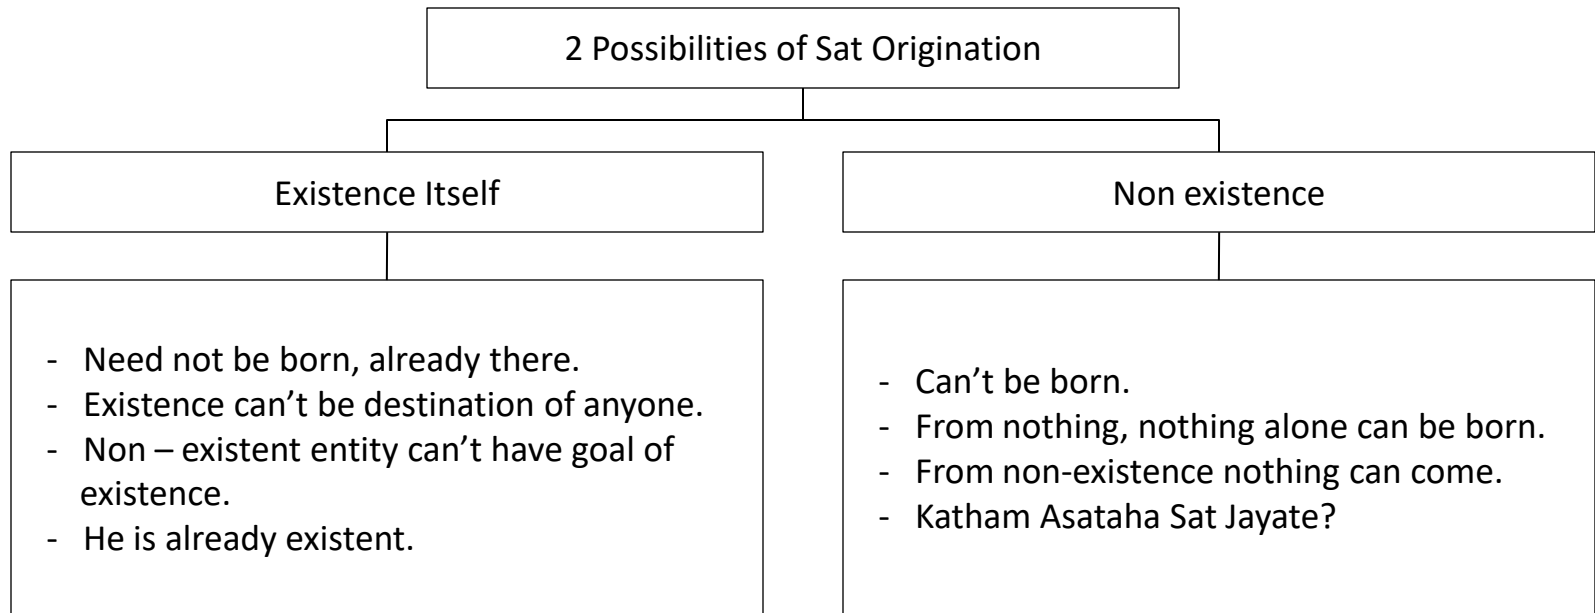 2 Possibilities of Sat Origination
Existence Itself
Non existence
- Need not be born, already there.
- Existence can’t be destination of anyone.
- Non – existent entity can’t have goal of
existence.
- He is already existent.
- Can’t be born.
- From nothing, nothing alone can be born.
- From non-existence nothing can come.
- Katham Asataha Sat Jayate?